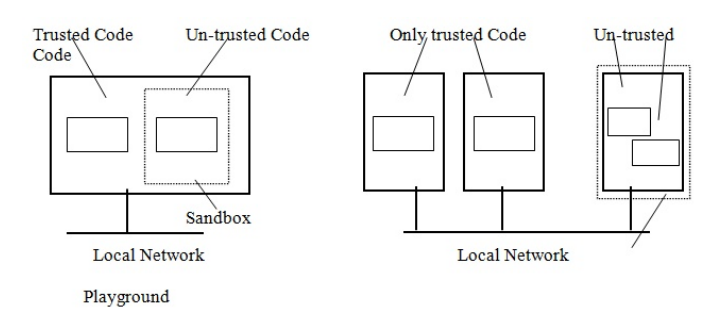 Trusted Code Un-trusted Code Only trusted Code Un-trusted
Code
Sandbox
Local Network Local Network
Playground